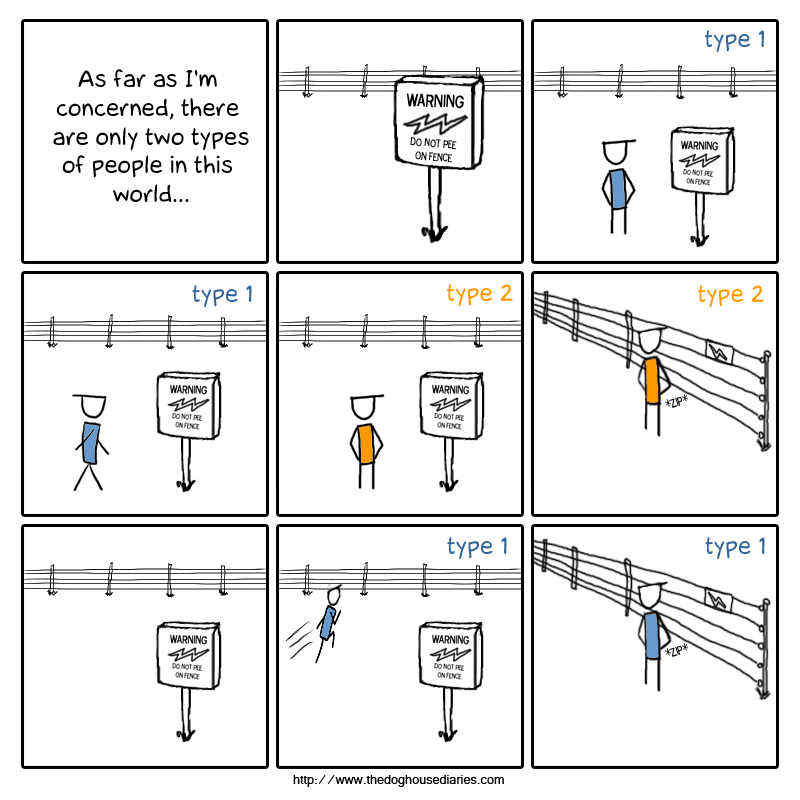 As far as I'm
concerned, there
are only two types
of people in this
world...
WARNING
DO NOT PEE
ON FENCE
type 1
WARNING
DO NOT PEE
ON FENCE
type 1
WARNING
DO NOT PEE
ON FENCE
type 2
WARNING
DO NOT PEE
ON FENCE
type 2
*ZIP*
WARNING
DO NOT PEE
ON FENCE
type 1
WARNING
DO NOT PEE
ON FENCE
type 1
*ZIP*
http://www.thedoghousediaries.com